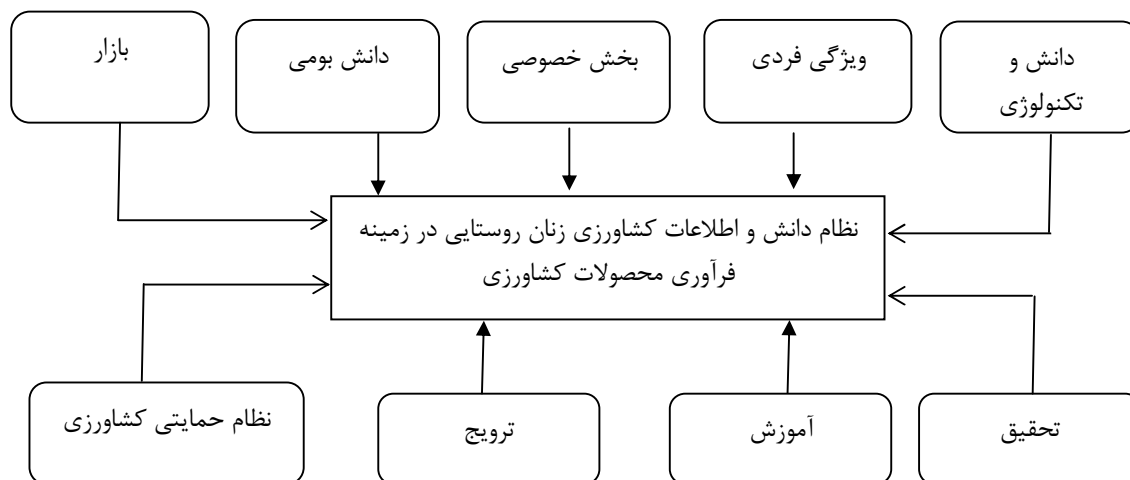 دانش و
تکنولوژی
ویژگی فردی
بخش خصوصی
دانش بومی
بازار
نظام دانش و اطلاعات کشاورزی زنان روستایی در زمینه
فرآوری محصولات کشاورزی
تحقیق
آموزش
ترویج
نظام حمایتی کشاورزی